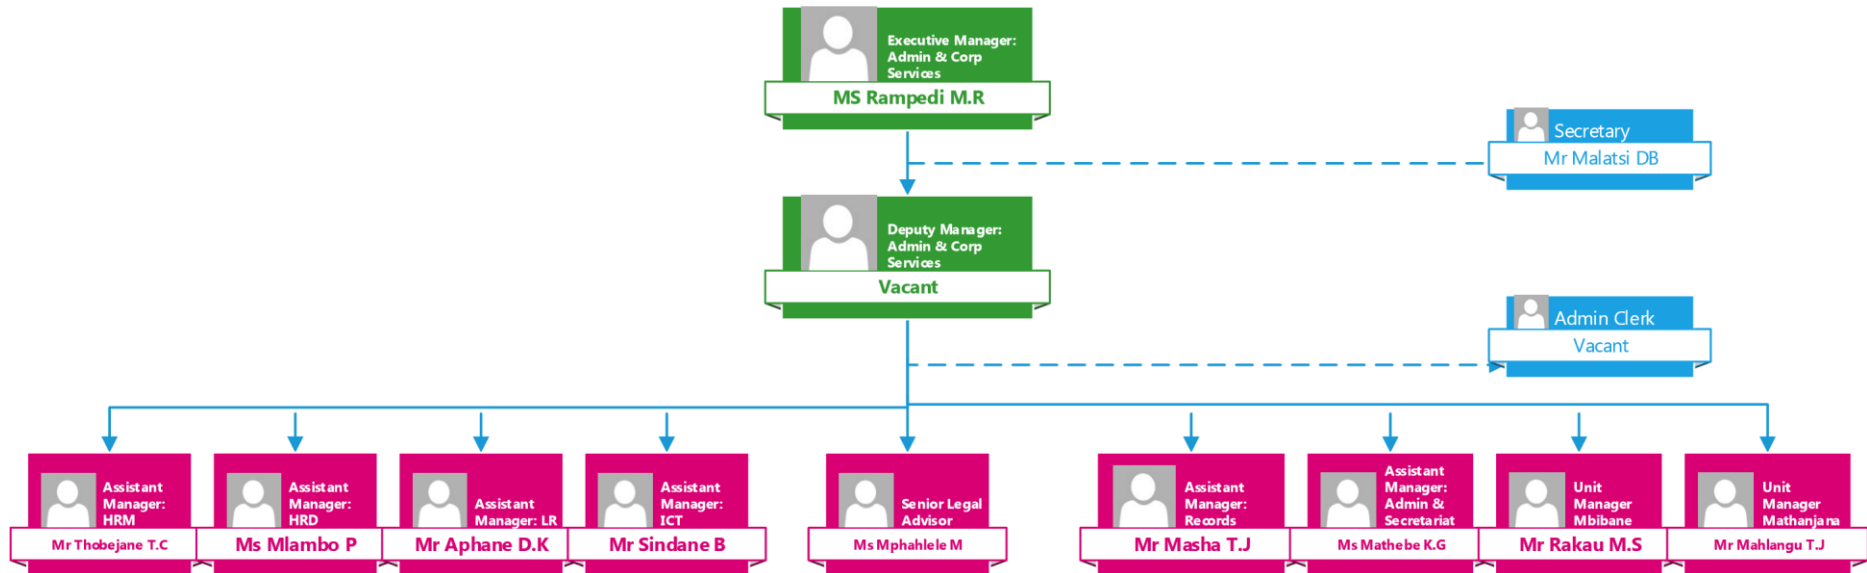 Executive Manager:
Admin & Corp
Services
MS Rampedi M.R
Secretary
Mr Malatsi DB
Deputy Manager:
Admin & Corp
Services
Vacant
Admin Clerk
Vacant
Assistant
Manager:
HRM
Mr Thobejane T.C
Assistant
Manager:
HRD
Ms Mlambo P
Assistant
Manager: LR
Mr Aphane D.K
Assistant
Manager:
ICT
Mr Sindane B
Senior Legal
Advisor
Ms Mphahlele M
Assistant
Manager:
Records
Mr Masha T.J
Assistant
Manager:
Admin &
Secretariat
Ms Mathebe K.G
Unit
Manager
Mbibane
Mr Rakau M.S
Unit
Manager
Mathanjana
Mr Mahlangu T.J